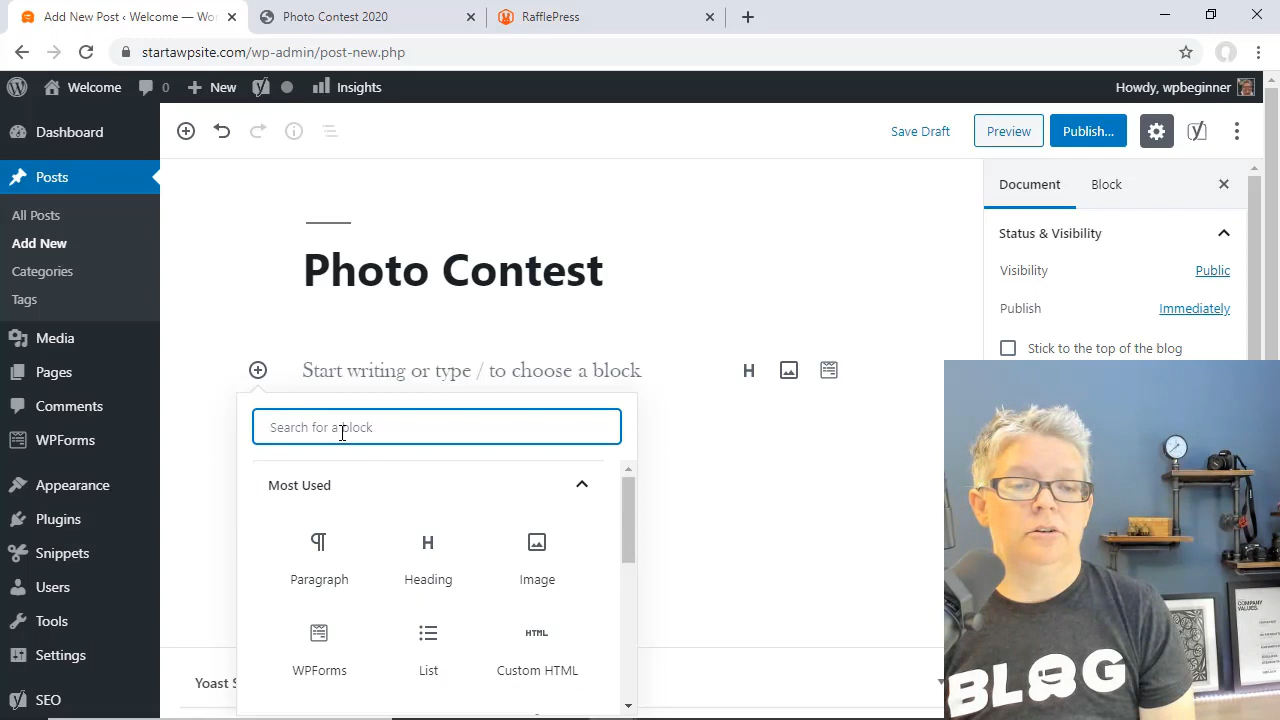 Add New Post ‹ Welcome — Wor
Photo Contest 2020
RafflePress
startawpsite.com/wp-admin/post-new.php
Welcome
0
New
Insights
Howdy, wpbeginner
Dashboard
Posts
All Posts
Add New
Categories
Tags
Media
Pages
Comments
WPForms
Appearance
Plugins
Snippets
Users
Tools
Settings
SEO
Save Draft
Preview
Publish...
Document
Block
Status & Visibility
Visibility
Public
Publish
Immediately
Stick to the top of the blog
Photo Contest
Start writing or type / to choose a block
H
Search for a block
Most Used
H
Paragraph
Heading
Image
HTML
WPForms
List
Custom HTML
Yoast S
COMPANY
VALUES.
BLOG